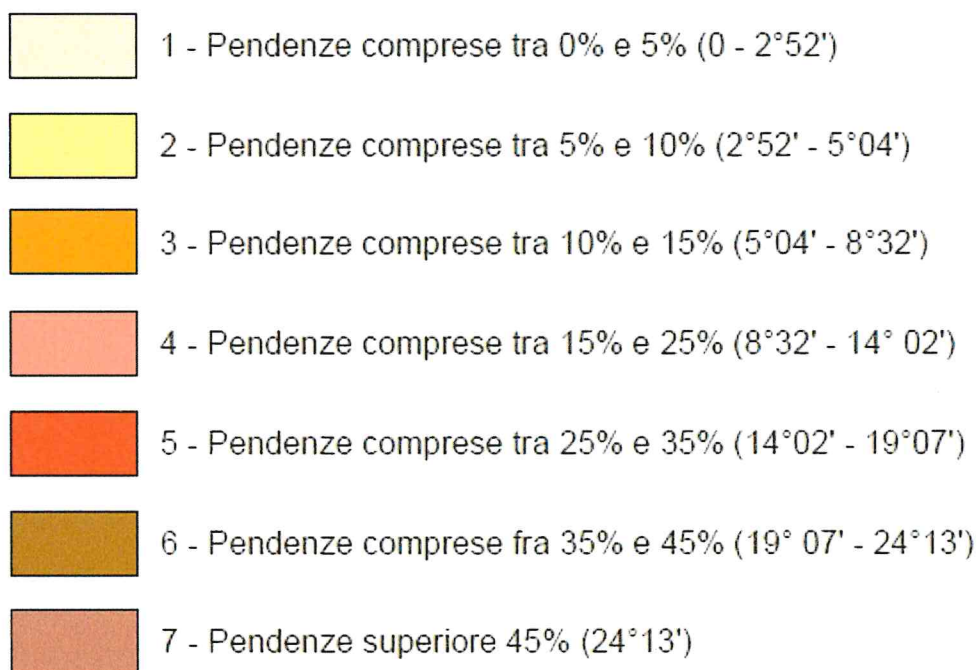 1 - Pendenze comprese tra 0% e 5% (0 - 2°52')
2 - Pendenze comprese tra 5% e 10% (2°52' - 5°04')
3 - Pendenze comprese tra 10% e 15% (5°04' - 8°32')
4 - Pendenze comprese tra 15% e 25% (8°32' - 14° 02')
5 - Pendenze comprese tra 25% e 35% (14°02' - 19°07')
6 - Pendenze comprese fra 35% e 45% (19° 07' - 24°13')
7 - Pendenze superiore 45% (24°13')